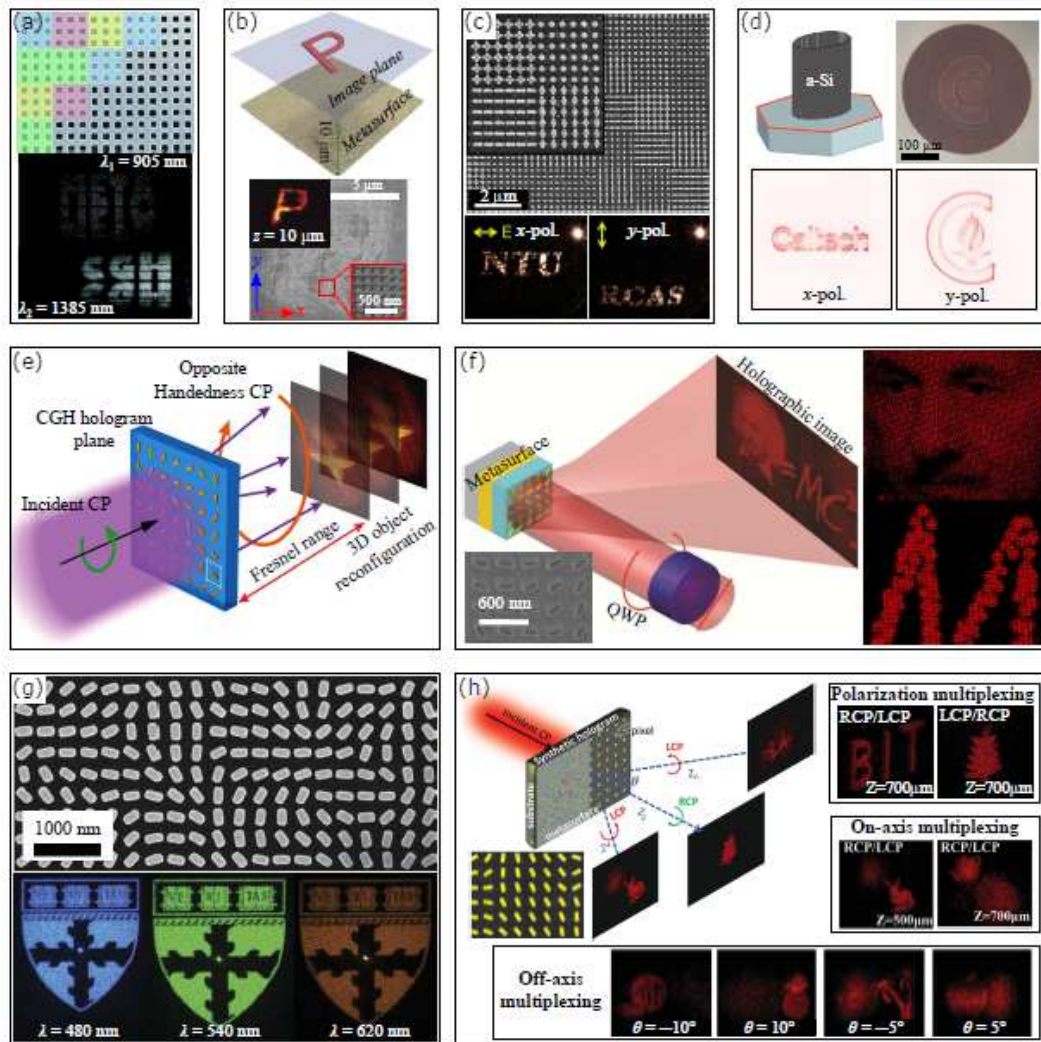 (a)
λ₁ = 905 nm
META
CGH
CGH
λ₂ = 1385 nm
(b)
P
Image plane
Metasurface
10 μm
5 μm
P
z = 10 μm
y
x
500 nm
(c)
2 μm
E x-pol.
y-pol.
NTU
RCAS
(d)
a-Si
C
100 μm
Caltech
C
x-pol.
y-pol.
(e)
Opposite
Handedness CP
CGH hologram
plane
Incident CP
Fresnel range
3D object
reconfiguration
(f)
Holographic image
Metasurface
=MC²
600 nm
QWP
(g)
1000 nm
λ = 480 nm
λ = 540 nm
λ = 620 nm
(h)
Incident CP
Synthetic hologram
pixel
LCP
RCP
LCP
substrate
metasurface
Polarization multiplexing
RCP/LCP
LCP/RCP
BIT
Z=700μm
Z=700μm
On-axis multiplexing
RCP/LCP
RCP/LCP
Z=500μm
Z=700μm
Off-axis
multiplexing
θ = −10°
θ = 10°
θ = −5°
θ = 5°